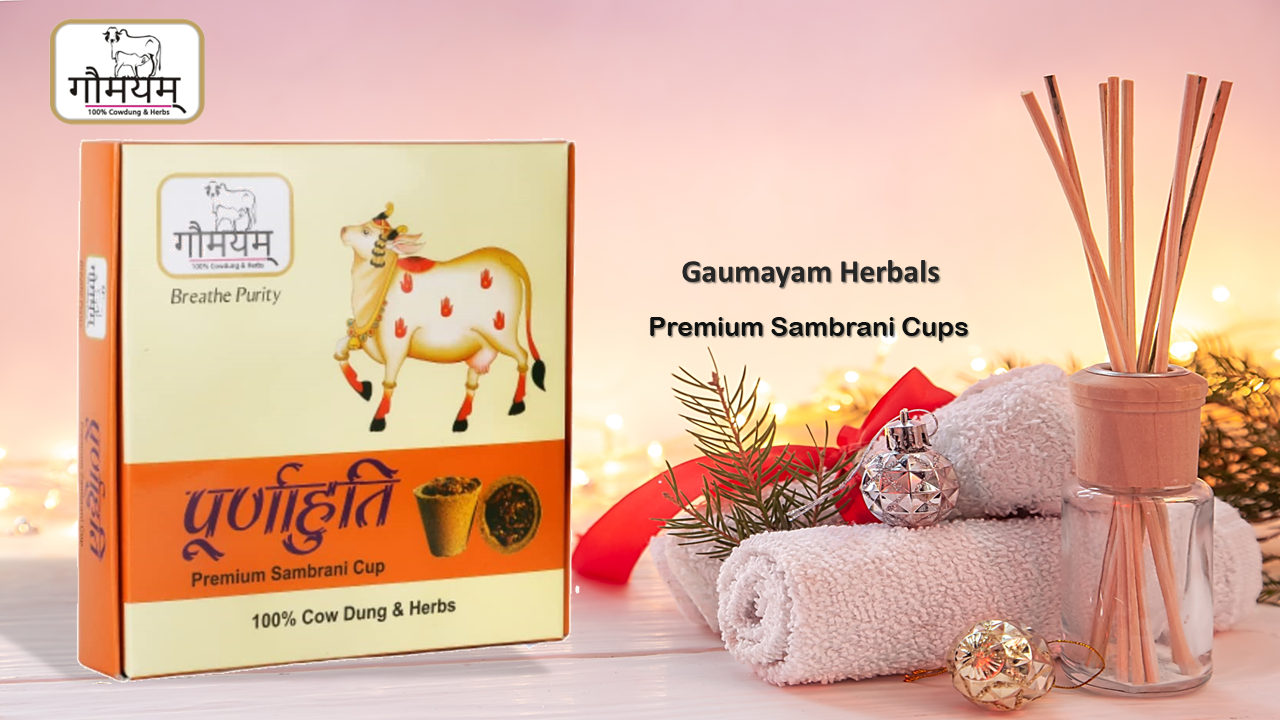 गौमयम्
100% Cowdung & Herbs
गौमयम्
100% Cowdung & Herbs
Breathe Purity
गौमयम्
पूर्णाहुति
पूर्णाहुति
Premium Sambrani Cup
100% Cow Dung & Herbs
Gaumayam Herbals
Premium Sambrani Cups